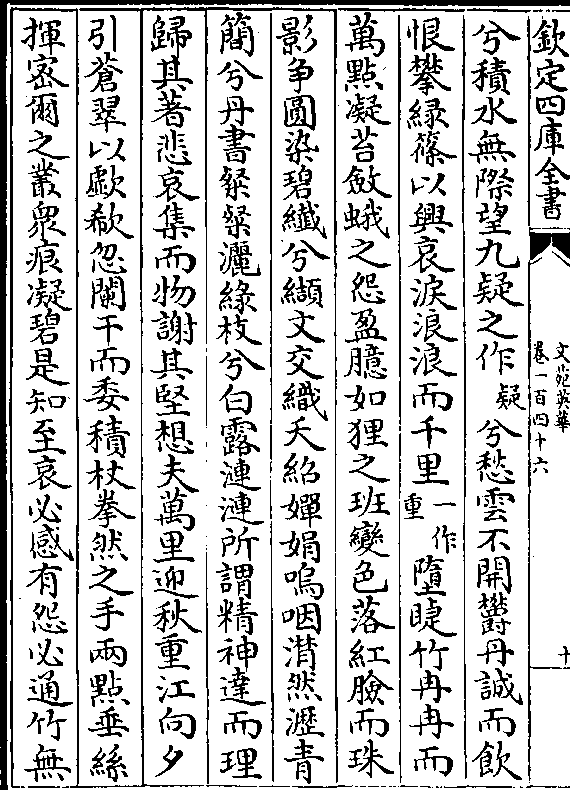 欽定四庫全書
文苑英華
卷一百四十六
十
兮積水無際望九疑之作疑兮愁雲不開欝丹誠而飲
恨攀緑篠以興哀淚浪浪而千里一作重墮睫竹冉冉而
萬點凝苔斂蛾之怨盈臆如狸之班變色落紅臉而珠
影争圓染碧纎兮纈文交織夭紹嬋娟嗚咽潸然瀝青
簡兮丹書粲粲灑緑枝兮白露漣漣所謂精神達而理
歸其著悲哀集而物謝其堅想夫萬里迎秋重江向夕
引蒼翠以歔欷忽闌干而委積杖拳然之手兩點垂絲
揮密爾之叢衆痕凝碧是知至哀必感有怨必通竹無